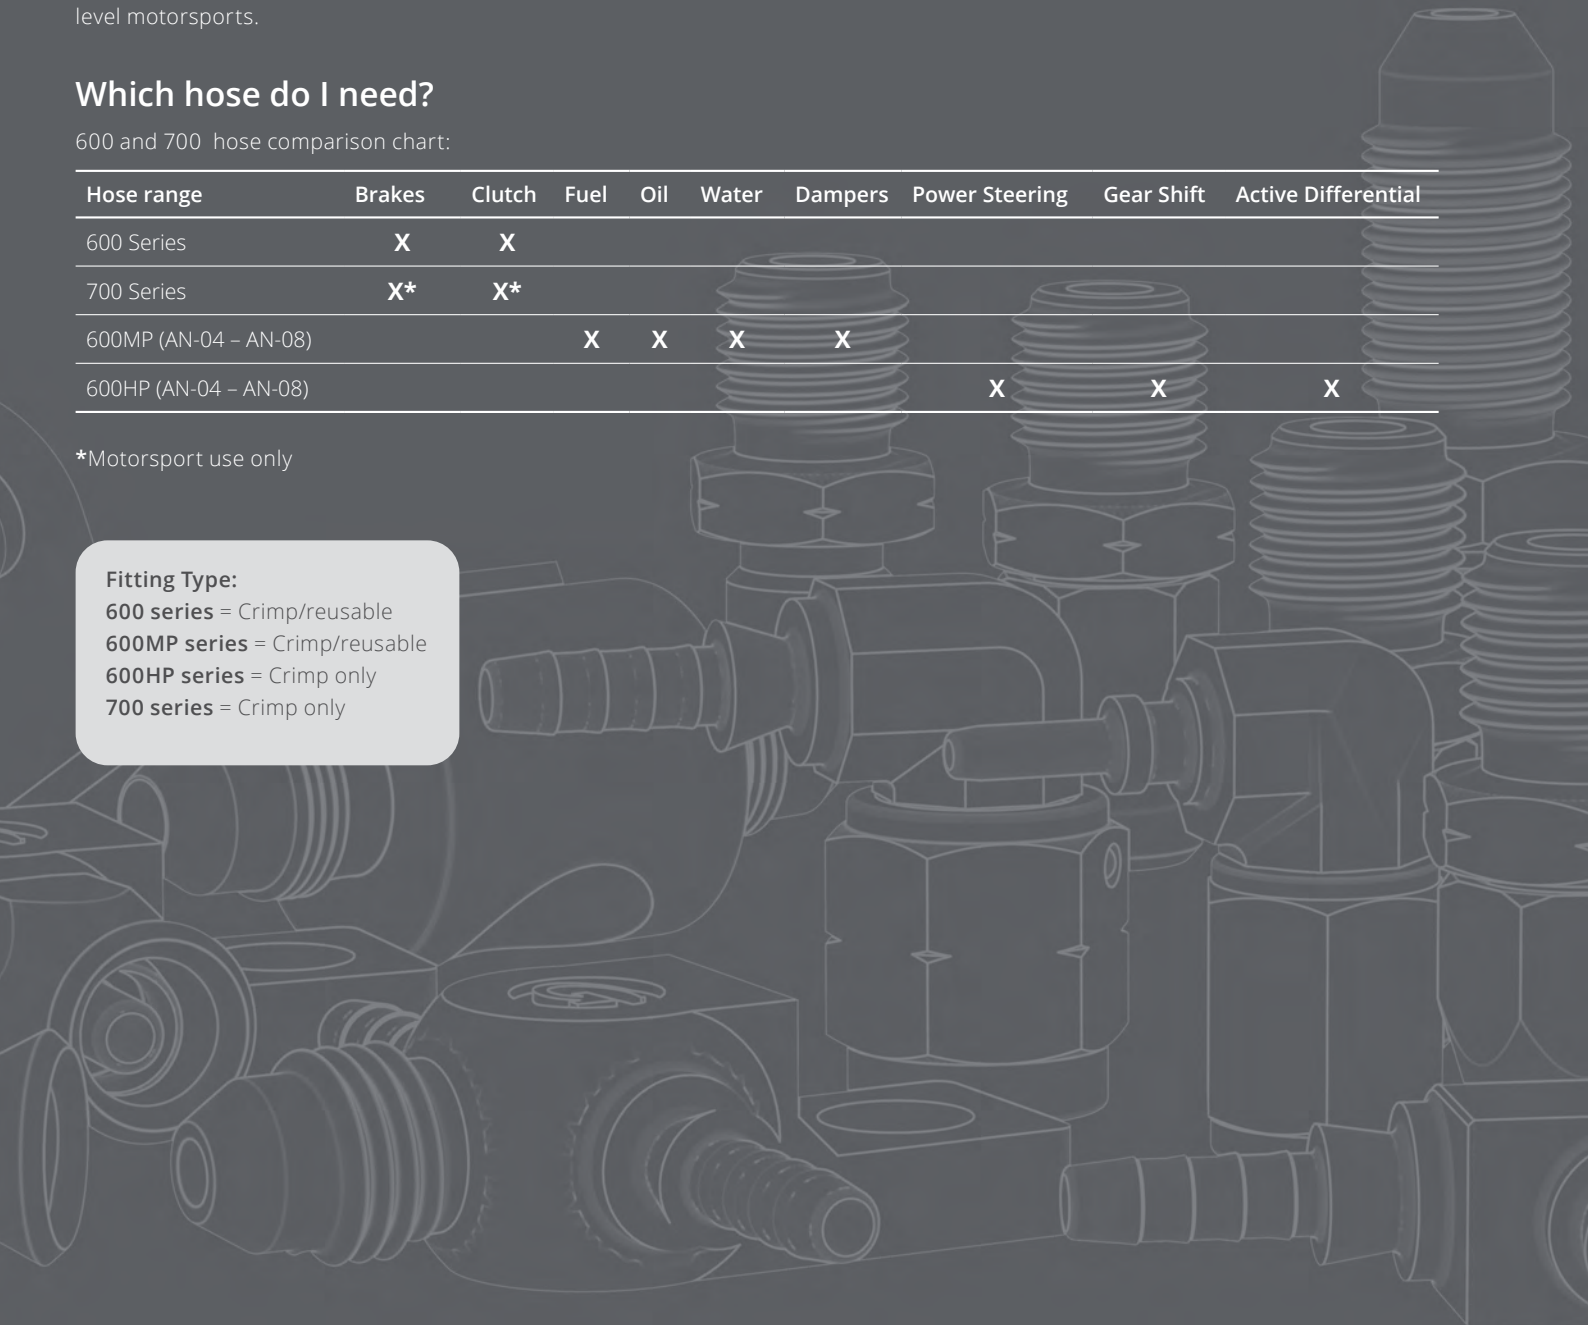 level motorsports.
Which hose do I need?
600 and 700  hose comparison chart:
Hose range Brakes Clutch Fuel Oil Water Dampers Power Steering Gear Shift Active Differential
600 Series X X
700 Series X* X*
600MP (AN-04 – AN-08) X X X X
600HP (AN-04 – AN-08) X X X
*Motorsport use only
Fitting Type:
600 series = Crimp/reusable
600MP series = Crimp/reusable
600HP series = Crimp only
700 series = Crimp only